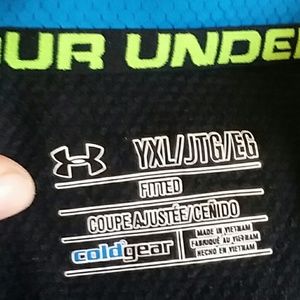 OUR UNDE
YXL/JTG/EG
FITTED
COUPE AJUSTÉE/CEÑIDO
coldgear
MADE IN VIETNAM
FABRIQUÉ AU VIETNAM
HECHO EN VIETNAM